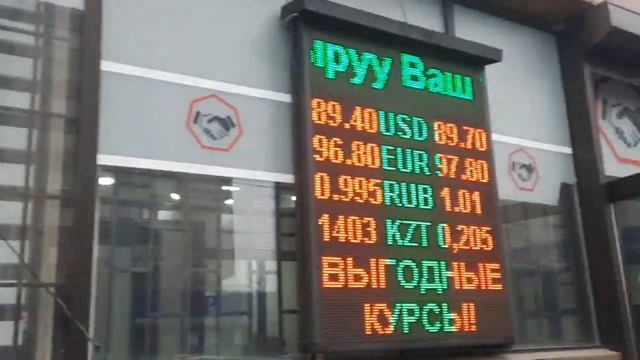 ыруу Ваш
89.40 USD 89.70
96.80 EUR 97.80
0.995 RUB 1.01
1403 KZT 0,205
ВЫГОДНЫЕ
КУРСЫ!